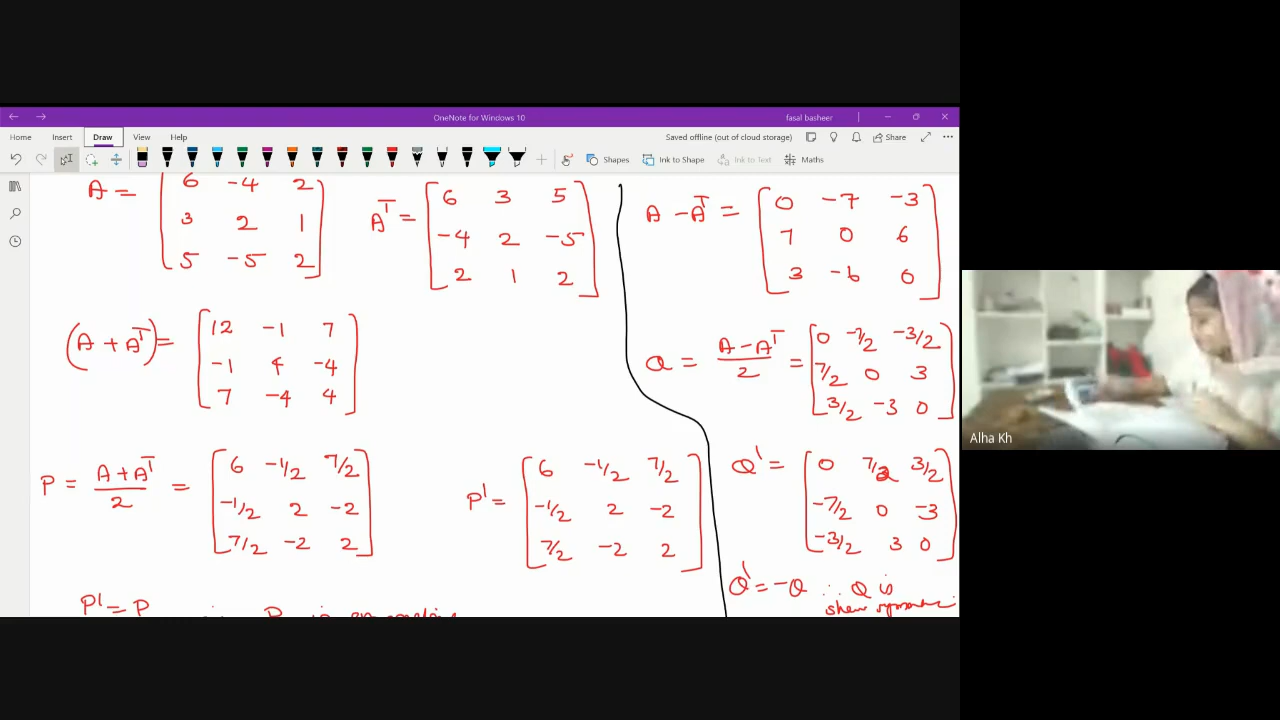 OneNote for Windows 10
fasal basheer
Home Insert Draw View Help
Saved offline (out of cloud storage)
Share
Shapes
Ink to Shape
Ink to Text
Maths
A = [ 6 -4 2
3 2 1
5 -5 2 ]
A^T = [ 6 3 5
-4 2 -5
2 1 2 ]
(A + A^T) = [ 12 -1 7
-1 4 -4
7 -4 4 ]
P = (A + A^T)/2 = [ 6 -1/2 7/2
-1/2 2 -2
7/2 -2 2 ]
P' = [ 6 -1/2 7/2
-1/2 2 -2
7/2 -2 2 ]
P' = P
P is
A - A^T = [ 0 -7 -3
7 0 6
3 -6 0 ]
Q = (A - A^T)/2 = [ 0 -7/2 -3/2
7/2 0 3
3/2 -3 0 ]
Q' = [ 0 7/2 3/2
-7/2 0 -3
-3/2 3 0 ]
Q' = -Q ∴ Q is
Alha Kh